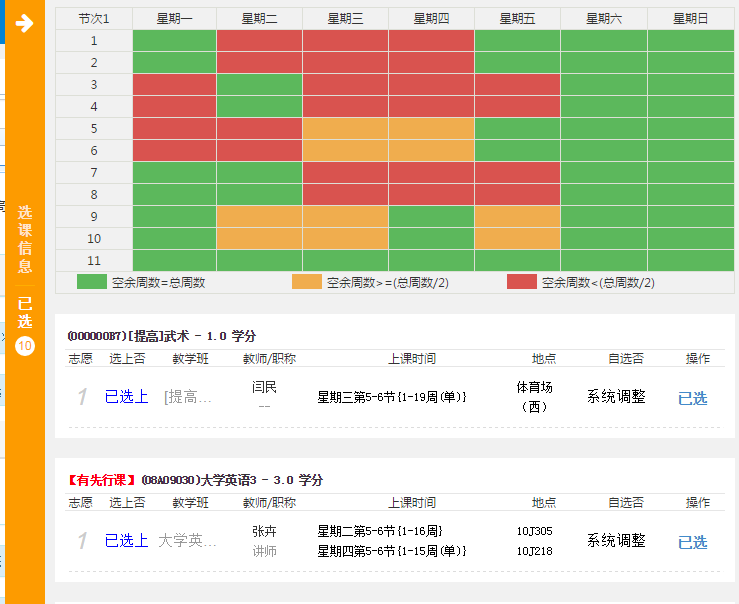 节次1 星期一 星期二 星期三 星期四 星期五 星期六 星期日
1
2
3
4
5
6
7
8
9
10
11
空余周数=总周数 空余周数>=(总周数/2) 空余周数<(总周数/2)
选课信息
已选
10
(000000B7)[提高]武术 - 1.0 学分
志愿 选上否 教学班 教师/职称 上课时间 地点 自选否 操作
1 已选上 [提高... 闫民 星期三第5-6节{1-19周(单)} 体育场 系统调整 已选
-- (西)
【有先行课】(08A09030)大学英语3 - 3.0 学分
志愿 选上否 教学班 教师/职称 上课时间 地点 自选否 操作
1 已选上 大学英... 张卉 星期二第5-6节{1-16周} 10J305 系统调整 已选
讲师 星期四第5-6节{1-15周(单)} 10J218